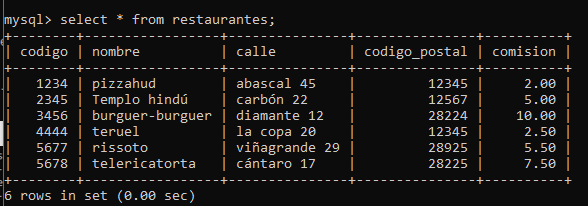 mysql> select * from restaurantes;
+--------+-----------------+---------------+---------------+----------+
| codigo | nombre          | calle         | codigo_postal | comision |
+--------+-----------------+---------------+---------------+----------+
|   1234 | pizzahud        | abascal 45    |         12345 |     2.00 |
|   2345 | Templo hindú    | carbón 22     |         12567 |     5.00 |
|   3456 | burguer-burguer | diamante 12   |         28224 |    10.00 |
|   4444 | teruel          | la copa 20    |         12345 |     2.50 |
|   5677 | rissoto         | viñagrande 29 |         28925 |     5.50 |
|   5678 | telericatorta   | cántaro 17    |         28225 |     7.50 |
+--------+-----------------+---------------+---------------+----------+
6 rows in set (0.00 sec)